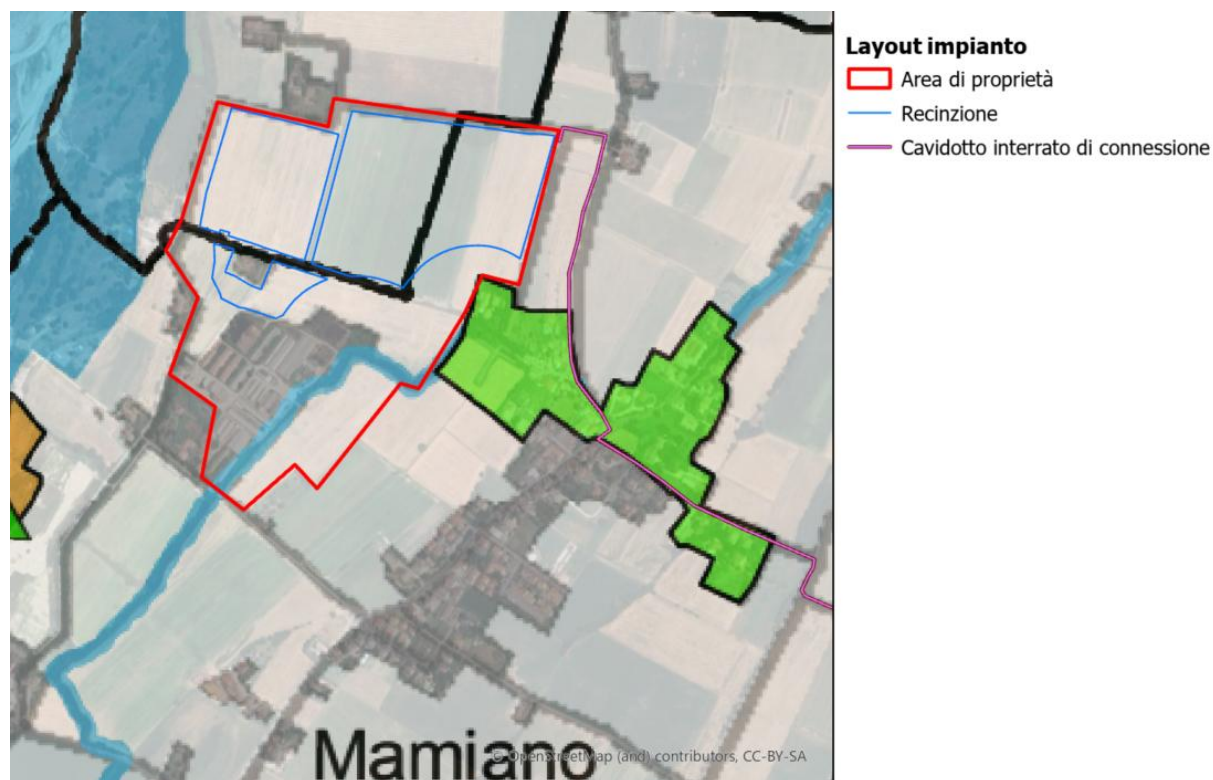 Layout impianto
Area di proprietà
Recinzione
Cavidotto interrato di connessione
Mamiano
© OpenStreetMap (and) contributors, CC-BY-SA